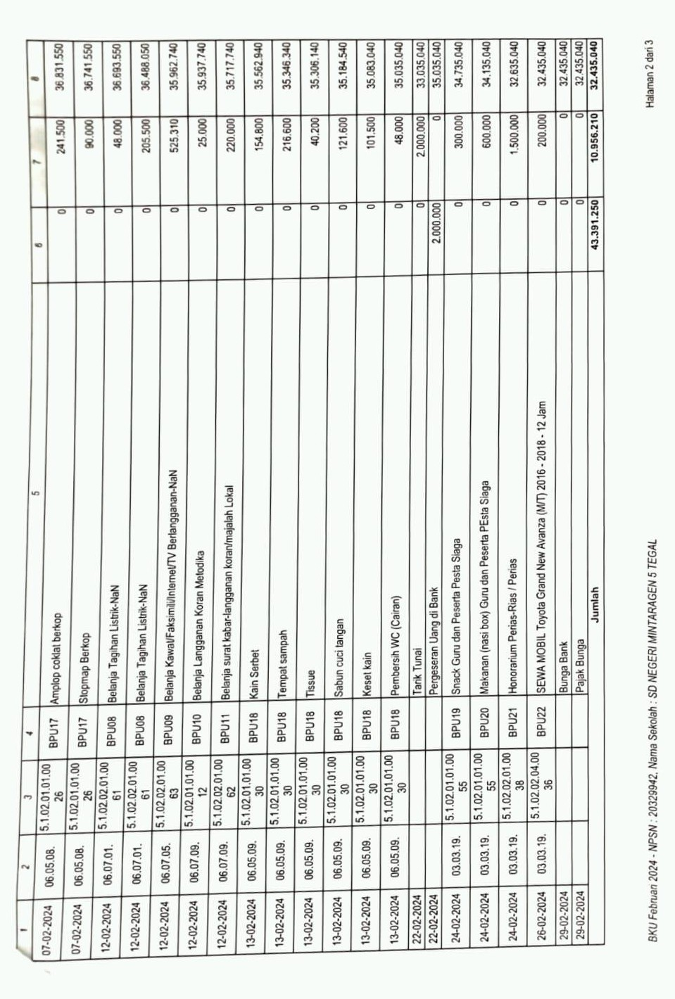 1 2 3 4 5 6 7 8
07-02-2024 06.05.08. 5.1.02.01.01.00 BPU17 Amplop coklat berkop 0 241.500 36.831.550
26
07-02-2024 06.05.08. 5.1.02.01.01.00 BPU17 Stopmap Berkop 0 90.000 36.741.550
26
12-02-2024 06.07.01. 5.1.02.02.01.00 BPU08 Belanja Tagihan Listrik-NaN 0 48.000 36.693.550
61
12-02-2024 06.07.01. 5.1.02.02.01.00 BPU08 Belanja Tagihan Listrik-NaN 0 205.500 36.488.050
61
12-02-2024 06.07.05. 5.1.02.02.01.00 BPU09 Belanja Kawat/Faksimili/Internet/TV Berlangganan-NaN 0 525.310 35.962.740
63
12-02-2024 06.07.09. 5.1.02.01.01.00 BPU10 Belanja Langganan Koran Metodika 0 25.000 35.937.740
12
12-02-2024 06.07.09. 5.1.02.02.01.00 BPU11 Belanja surat kabar-langganan koran/majalah Lokal 0 220.000 35.717.740
62
13-02-2024 06.05.09. 5.1.02.01.01.00 BPU18 Kain Serbet 0 154.800 35.562.940
30
13-02-2024 06.05.09. 5.1.02.01.01.00 BPU18 Tempat sampah 0 216.600 35.346.340
30
13-02-2024 06.05.09. 5.1.02.01.01.00 BPU18 Tissue 0 40.200 35.306.140
30
13-02-2024 06.05.09. 5.1.02.01.01.00 BPU18 Sabun cuci tangan 0 121.600 35.184.540
30
13-02-2024 06.05.09. 5.1.02.01.01.00 BPU18 Keset kain 0 101.500 35.083.040
30
13-02-2024 06.05.09. 5.1.02.01.01.00 BPU18 Pembersih WC (Cairan) 0 48.000 35.035.040
30
22-02-2024 Tarik Tunai 0 2.000.000 33.035.040
22-02-2024 Pergeseran Uang di Bank 2.000.000 0 35.035.040
24-02-2024 03.03.19. 5.1.02.01.01.00 BPU19 Snack Guru dan Peserta Pesta Siaga 0 300.000 34.735.040
55
24-02-2024 03.03.19. 5.1.02.01.01.00 BPU20 Makanan (nasi box) Guru dan Peserta PEsta Siaga 0 600.000 34.135.040
55
24-02-2024 03.03.19. 5.1.02.02.01.00 BPU21 Honorarium Perias-Rias / Perias 0 1.500.000 32.635.040
38
26-02-2024 03.03.19. 5.1.02.02.04.00 BPU22 SEWA MOBIL Toyota Grand New Avanza (M/T) 2016 - 2018 - 12 Jam 0 200.000 32.435.040
36
29-02-2024 Bunga Bank 0 0 32.435.040
29-02-2024 Pajak Bunga 0 0 32.435.040
Jumlah 43.391.250 10.956.210 32.435.040
BKU Februari 2024 - NPSN : 20329942, Nama Sekolah : SD NEGERI MINTARAGEN 5 TEGAL Halaman 2 dari 3